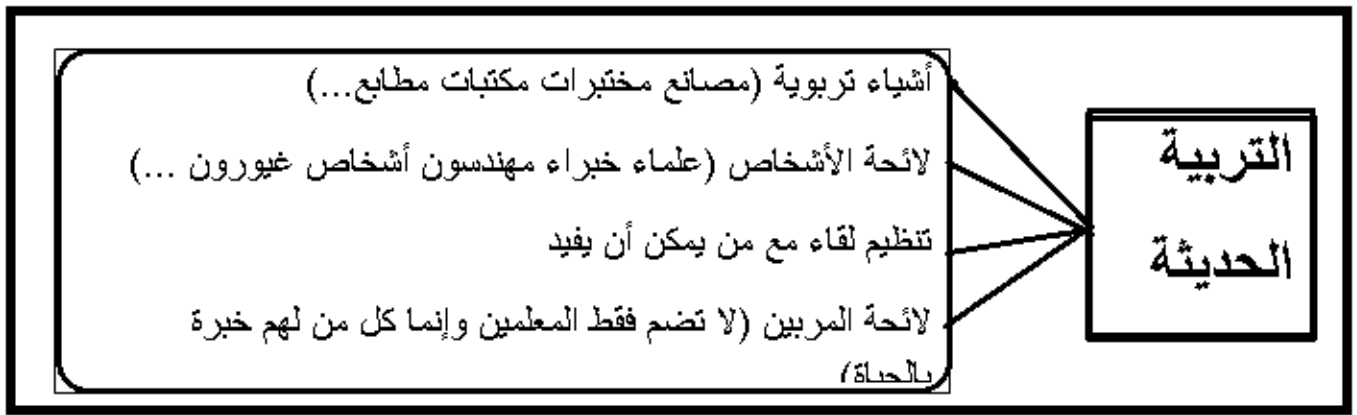 التربية
الحديثة
أشياء تربوية (مصانع مختبرات مكتبات مطابع...)
لائحة الأشخاص (علماء خبراء مهندسون أشخاص غيورون ...)
تنظيم لقاء مع من يمكن أن يفيد
لائحة المربين (لا تضم فقط المعلمين وإنما كل من لهم خبرة
بالحياة)